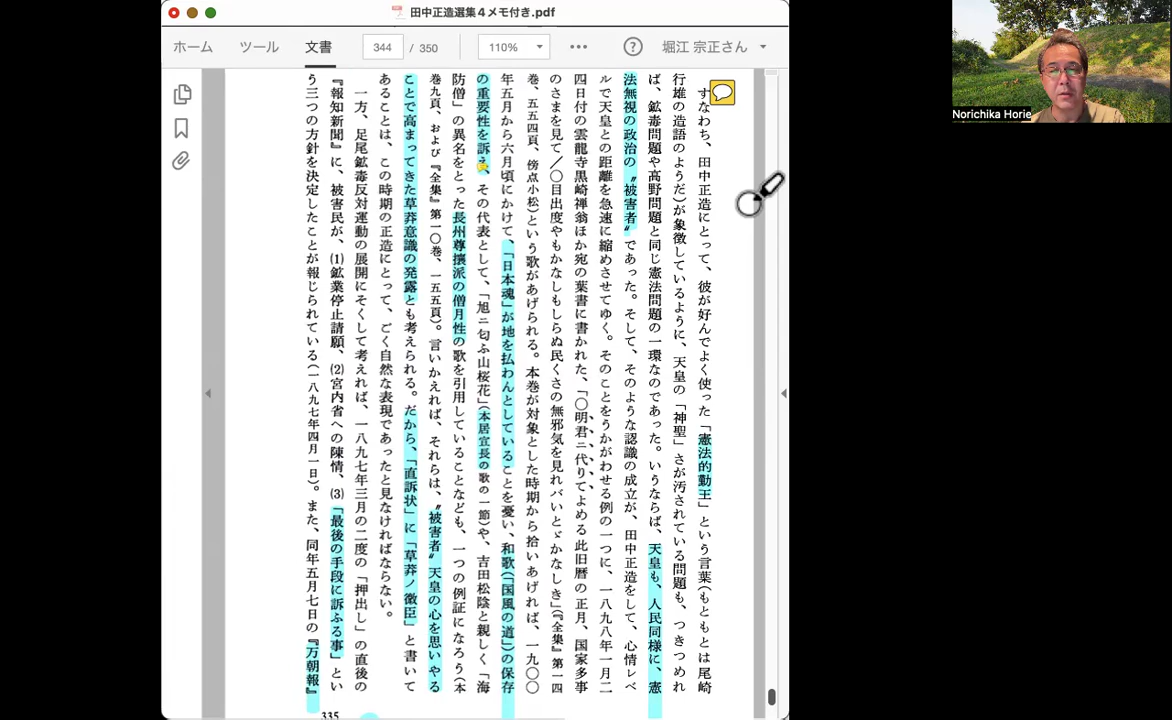 田中正造選集4メモ付き.pdf
ホーム
ツール
文書
344
/ 350
110%
堀江 宗正さん
Norichika Horie
すなわち、田中正造にとって、彼が好んでよく使った「憲法的勤王」という言葉(もともとは尾崎
行雄の造語のようだ)が象徴しているように、天皇の「神聖」さが汚されている問題も、つきつめれ
ば、鉱毒問題や高野問題と同じ憲法問題の一環なのであった。いうならば、天皇も、人民同様に、憲
法無視の政治の〝被害者〟であった。そして、そのような認識の成立が、田中正造をして、心情レベ
ルで天皇との距離を急速に縮めさせてゆく。そのことをうかがわせる例の一つに、一八九八年一月二
四日付の雲龍寺黒崎禅翁ほか宛の葉書に書かれた、「〇明君ニ代りてよめる此旧暦の正月、国家多事
のさまを見て/〇目出度やもかなしもしらぬ民くさの無邪気を見れバいとゞかなしき」(『全集』第一四
巻、五五四頁、傍点小松)という歌があげられる。本巻が対象とした時期から拾いあげれば、一九〇〇
年五月から六月頃にかけて、「日本魂」が地を払わんとしていることを憂い、和歌(「国風の道」)の保存
の重要性を訴え、その代表として、「旭ニ匂ふ山桜花」(本居宣長の歌の一節)や、吉田松陰と親しく「海
防僧」の異名をとった長州尊攘派の僧月性の歌を引用していることなども、一つの例証になろう(本
巻九頁、および『全集』第一〇巻、一五五頁)。言いかえれば、それらは、〝被害者〟天皇の心を思いやる
ことで高まってきた草莽意識の発露とも考えられる。だから、「直訴状」に「草莽ノ微臣」と書いて
あることは、この時期の正造にとって、ごく自然な表現であったと見なければならない。
一方、足尾鉱毒反対運動の展開にそくして考えれば、一八九七年三月の二度の「押出し」の直後の
『報知新聞』に、被害民が、(1)鉱業停止請願、(2)宮内省への陳情、(3)「最後の手段に訴ふる事」とい
う三つの方針を決定したことが報じられている(一八九七年四月一日)。また、同年五月七日の『万朝報』
335